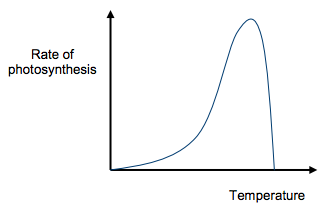 Rate of
photosynthesis
Temperature